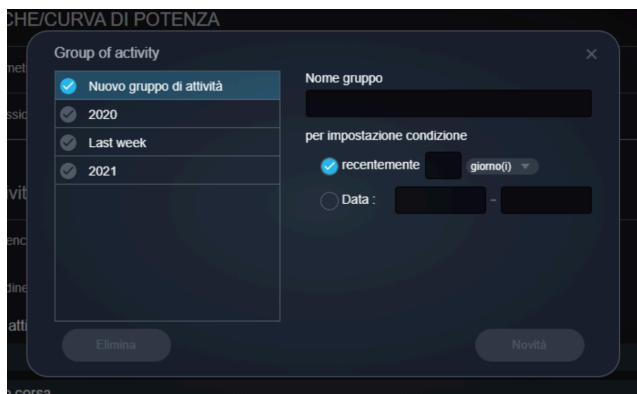 CHE/CURVA DI POTENZA
Group of activity
Nuovo gruppo di attività
2020
Last week
2021
Nome gruppo
per impostazione condizione
recentemente giorno(i)
Data : -
Elimina
Novità
corsa